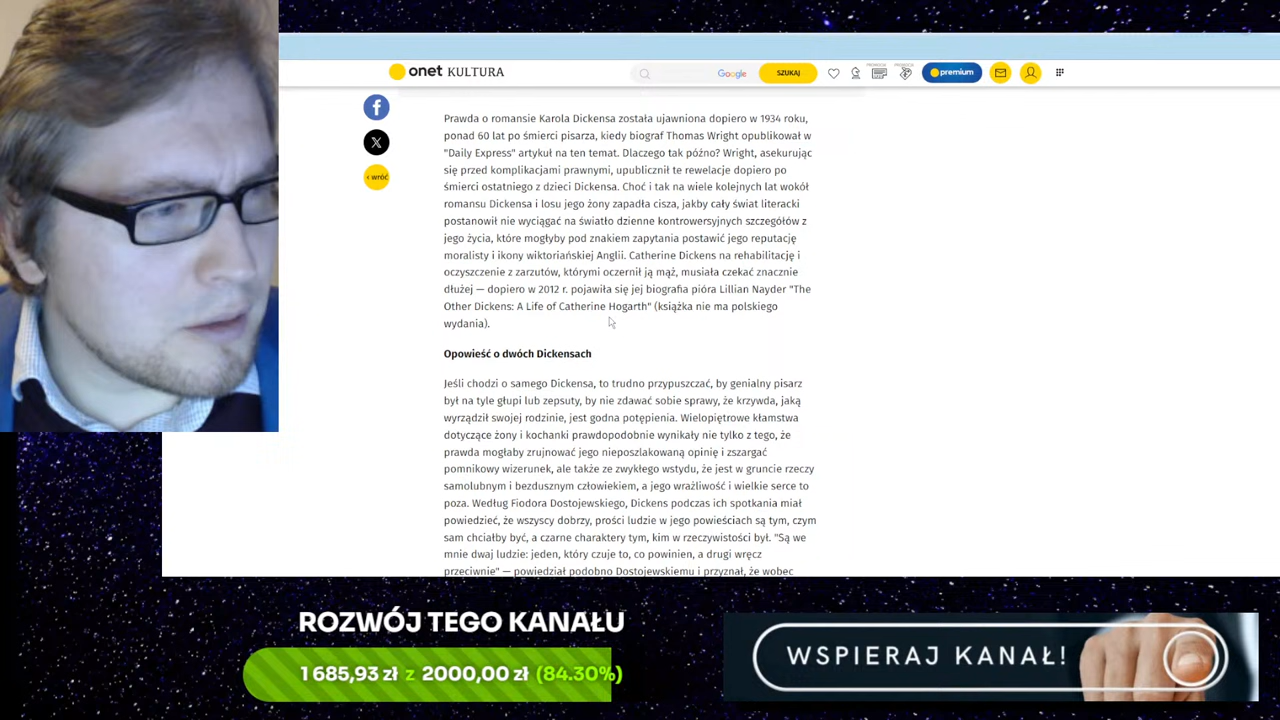 onet KULTURA
Google
SZUKAJ
PROMOCJA
PROMOCJA
premium
‹ wróć
Prawda o romansie Karola Dickensa została ujawniona dopiero w 1934 roku,
ponad 60 lat po śmierci pisarza, kiedy biograf Thomas Wright opublikował w
"Daily Express" artykuł na ten temat. Dlaczego tak późno? Wright, asekurując
się przed komplikacjami prawnymi, upublicznił te rewelacje dopiero po
śmierci ostatniego z dzieci Dickensa. Choć i tak na wiele kolejnych lat wokół
romansu Dickensa i losu jego żony zapadła cisza, jakby cały świat literacki
postanowił nie wyciągać na światło dzienne kontrowersyjnych szczegółów z
jego życia, które mogłyby pod znakiem zapytania postawić jego reputację
moralisty i ikony wiktoriańskiej Anglii. Catherine Dickens na rehabilitację i
oczyszczenie z zarzutów, którymi oczernił ją mąż, musiała czekać znacznie
dłużej — dopiero w 2012 r. pojawiła się jej biografia pióra Lillian Nayder "The
Other Dickens: A Life of Catherine Hogarth" (książka nie ma polskiego
wydania).
Opowieść o dwóch Dickensach
Jeśli chodzi o samego Dickensa, to trudno przypuszczać, by genialny pisarz
był na tyle głupi lub zepsuty, by nie zdawać sobie sprawy, że krzywda, jaką
wyrządził swojej rodzinie, jest godna potępienia. Wielopiętrowe kłamstwa
dotyczące żony i kochanki prawdopodobnie wynikały nie tylko z tego, że
prawda mogłaby zrujnować jego nieposzlakowaną opinię i zszargać
pomnikowy wizerunek, ale także ze zwykłego wstydu, że jest w gruncie rzeczy
samolubnym i bezdusznym człowiekiem, a jego wrażliwość i wielkie serce to
poza. Według Fiodora Dostojewskiego, Dickens podczas ich spotkania miał
powiedzieć, że wszyscy dobrzy, prości ludzie w jego powieściach są tym, czym
sam chciałby być, a czarne charaktery tym, kim w rzeczywistości był. "Są we
mnie dwaj ludzie: jeden, który czuje to, co powinien, a drugi wręcz
przeciwnie" — powiedział podobno Dostojewskiemu i przyznał, że wobec
ROZWÓJ TEGO KANAŁU
1 685,93 zł z 2000,00 zł (84.30%)
WSPIERAJ KANAŁ!